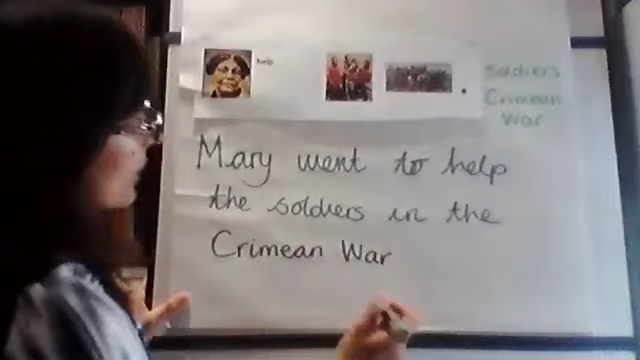 help
soldiers
Crimean
War
Mary went to help
the soldiers in the
Crimean War